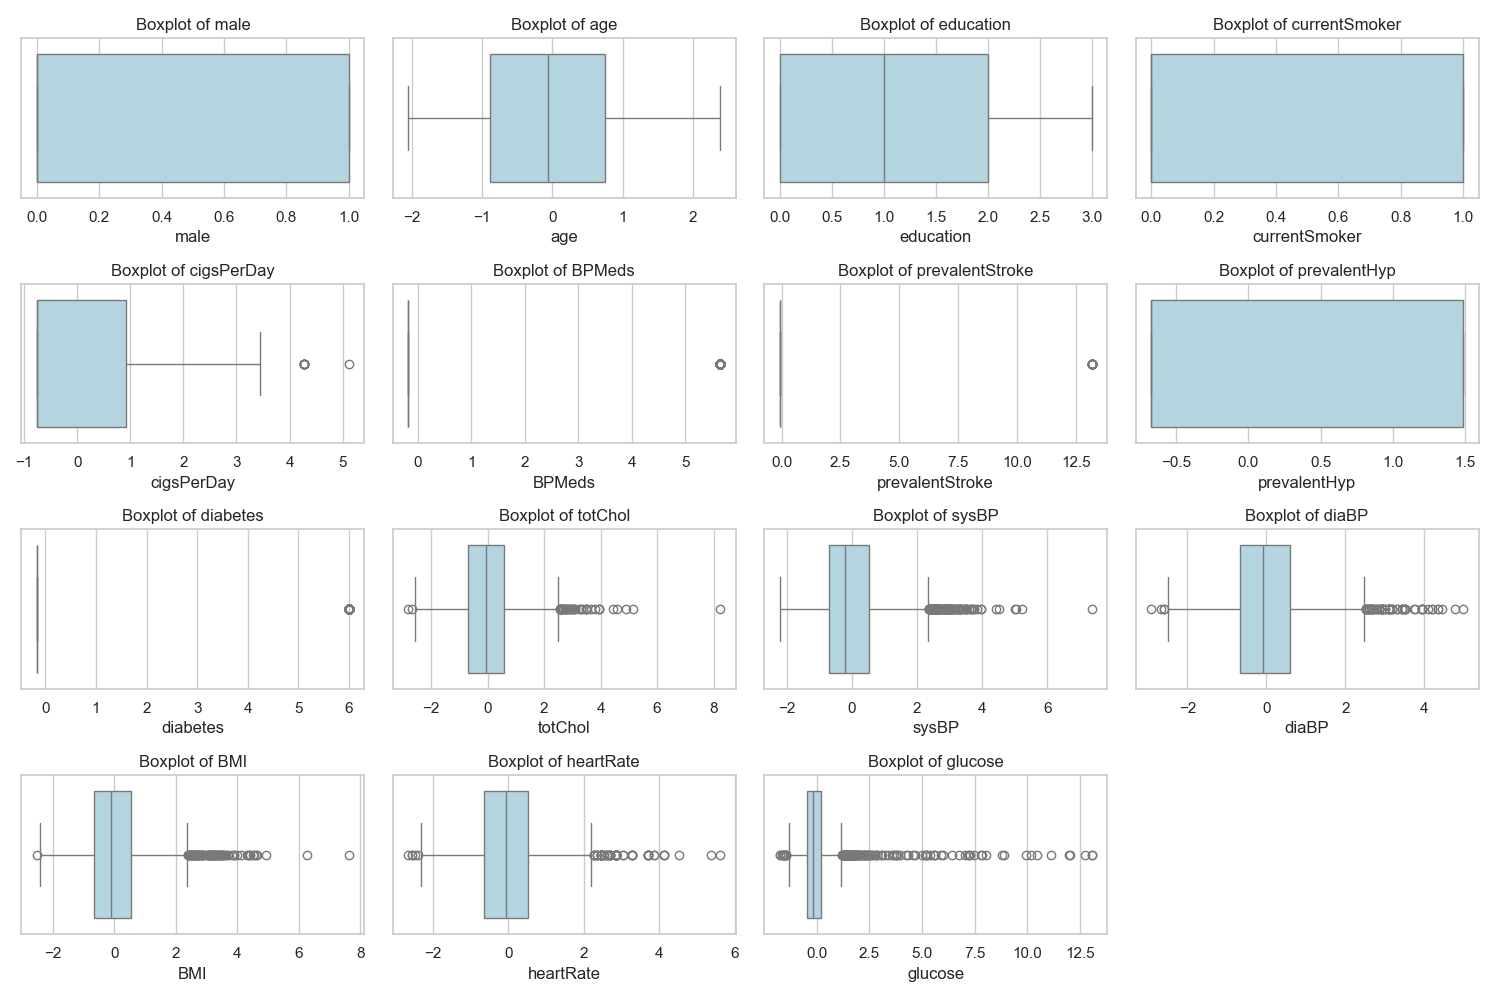 Boxplot of male Boxplot of age Boxplot of education Boxplot of currentSmoker
0.0 0.2 0.4 0.6 0.8 1.0 −2 −1 0 1 2 0.0 0.5 1.0 1.5 2.0 2.5 3.0 0.0 0.2 0.4 0.6 0.8 1.0
male age education currentSmoker
Boxplot of cigsPerDay Boxplot of BPMeds Boxplot of prevalentStroke Boxplot of prevalentHyp
−1 0 1 2 3 4 5 0 1 2 3 4 5 0.0 2.5 5.0 7.5 10.0 12.5 −0.5 0.0 0.5 1.0 1.5
cigsPerDay BPMeds prevalentStroke prevalentHyp
Boxplot of diabetes Boxplot of totChol Boxplot of sysBP Boxplot of diaBP
0 1 2 3 4 5 6 −2 0 2 4 6 8 −2 0 2 4 6 −2 0 2 4
diabetes totChol sysBP diaBP
Boxplot of BMI Boxplot of heartRate Boxplot of glucose
−2 0 2 4 6 8 −2 0 2 4 6 0.0 2.5 5.0 7.5 10.0 12.5
BMI heartRate glucose